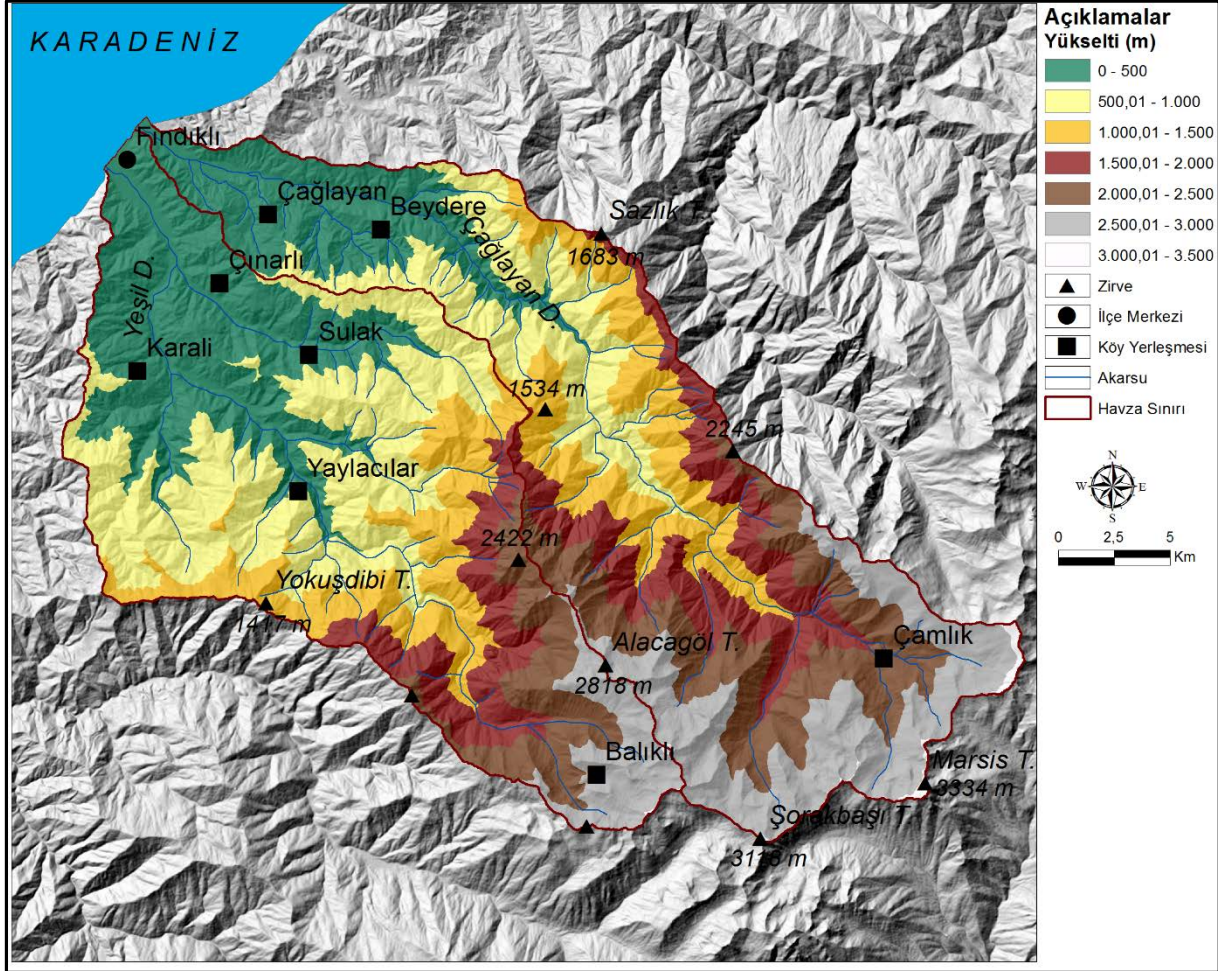 KARADENİZ
Fındıklı
Çağlayan
Beydere
Sazlık T.
1683 m
Çağlayan D.
Çınarlı
Yeşil D.
Sulak
Karali
1534 m
2245 m
Yaylacılar
2422 m
Yokuşdibi T.
1417 m
Alacagöl T.
2818 m
Çamlık
Balıklı
Marsis T.
3334 m
Şorakbaşı T.
3116 m
Açıklamalar
Yükselti (m)
0 - 500
500,01 - 1.000
1.000,01 - 1.500
1.500,01 - 2.000
2.000,01 - 2.500
2.500,01 - 3.000
3.000,01 - 3.500
Zirve
İlçe Merkezi
Köy Yerleşmesi
Akarsu
Havza Sınırı
N
W E
S
0 2,5 5
Km